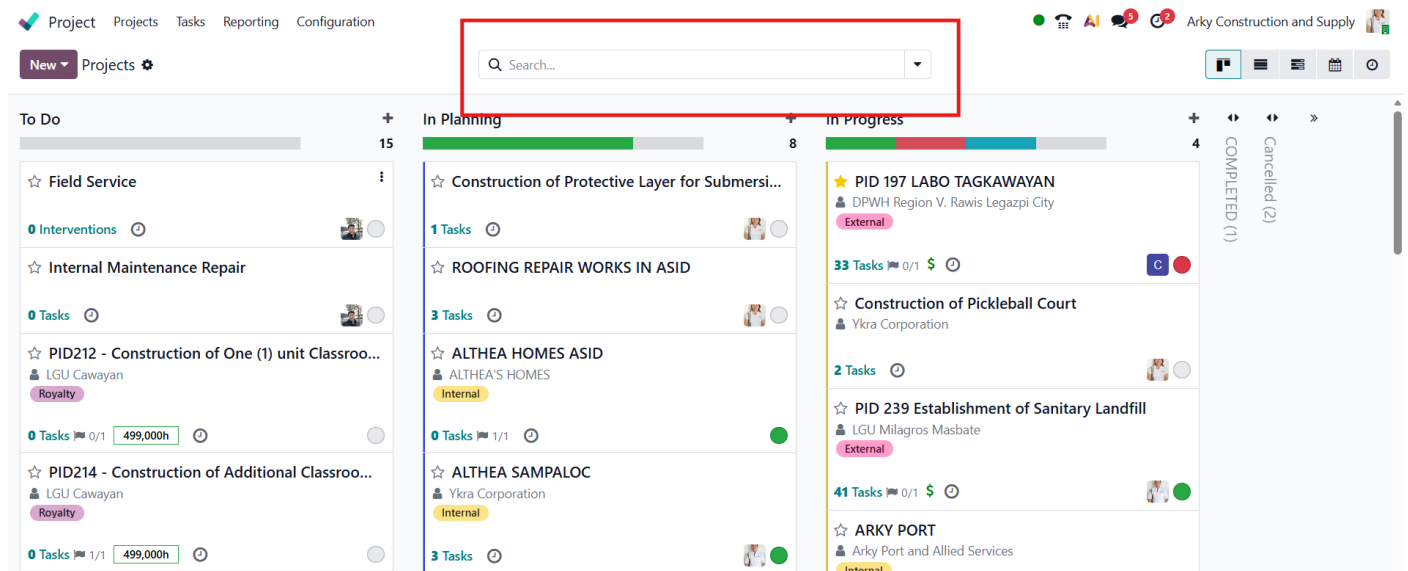 Project Projects Tasks Reporting Configuration
AI 5 2 Arky Construction and Supply
New Projects
Search...
To Do
15
Field Service
0 Interventions
Internal Maintenance Repair
0 Tasks
PID212 - Construction of One (1) unit Classroo...
LGU Cawayan
Royalty
0 Tasks 0/1 499,000h
PID214 - Construction of Additional Classroo...
LGU Cawayan
Royalty
0 Tasks 1/1 499,000h
In Planning
8
Construction of Protective Layer for Submersi...
1 Tasks
ROOFING REPAIR WORKS IN ASID
3 Tasks
ALTHEA HOMES ASID
ALTHEA'S HOMES
Internal
0 Tasks 1/1
ALTHEA SAMPALOC
Ykra Corporation
Internal
3 Tasks
In Progress
4
PID 197 LABO TAGKAWAYAN
DPWH Region V. Rawis Legazpi City
External
33 Tasks 0/1 $ C
Construction of Pickleball Court
Ykra Corporation
2 Tasks
PID 239 Establishment of Sanitary Landfill
LGU Milagros Masbate
External
41 Tasks 0/1 $
ARKY PORT
Arky Port and Allied Services
Internal
COMPLETED (1)
Cancelled (2)